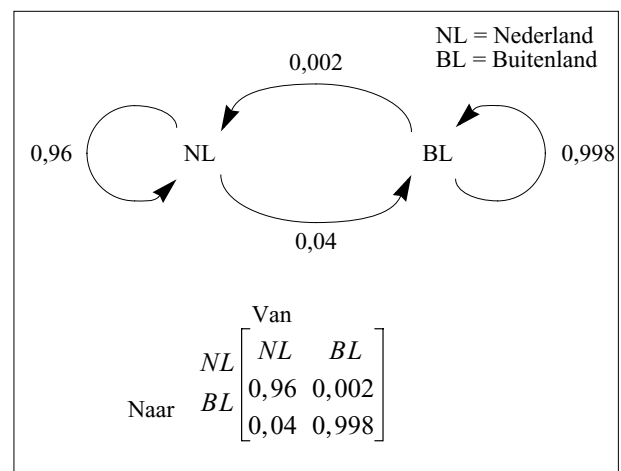 NL = Nederland
BL = Buitenland
0,002
0,96
NL
BL
0,998
0,04
Van
NL NL BL
BL 0,96 0,002
Naar 0,04 0,998